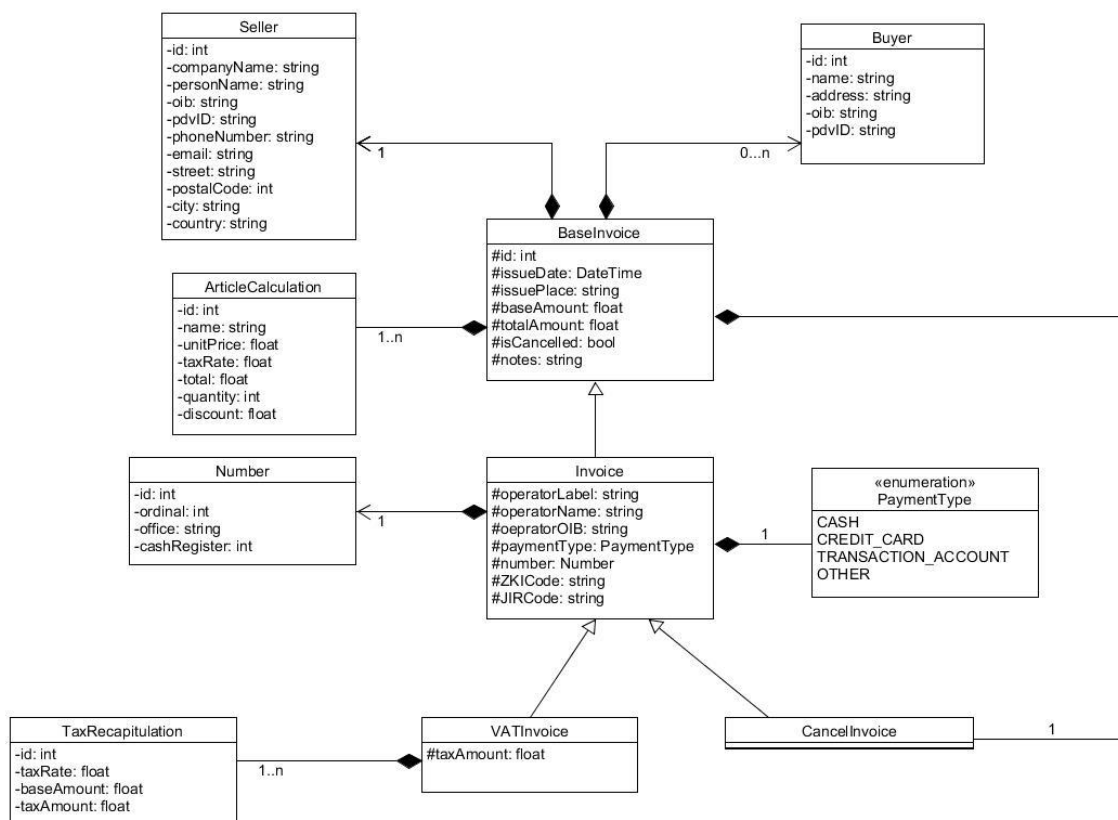 Seller
-id: int
-companyName: string
-personName: string
-oib: string
-pdvID: string
-phoneNumber: string
-email: string
-street: string
-postalCode: int
-city: string
-country: string
1
Buyer
-id: int
-name: string
-address: string
-oib: string
-pdvID: string
0...n
BaseInvoice
#id: int
#issueDate: DateTime
#issuePlace: string
#baseAmount: float
#totalAmount: float
#isCancelled: bool
#notes: string
ArticleCalculation
-id: int
-name: string
-unitPrice: float
-taxRate: float
-total: float
-quantity: int
-discount: float
1..n
Number
-id: int
-ordinal: int
-office: string
-cashRegister: int
1
Invoice
#operatorLabel: string
#operatorName: string
#oepratorOIB: string
#paymentType: PaymentType
#number: Number
#ZKICode: string
#JIRCode: string
1
«enumeration»
PaymentType
CASH
CREDIT_CARD
TRANSACTION_ACCOUNT
OTHER
TaxRecapitulation
-id: int
-taxRate: float
-baseAmount: float
-taxAmount: float
1..n
VATInvoice
#taxAmount: float
CancelInvoice
1